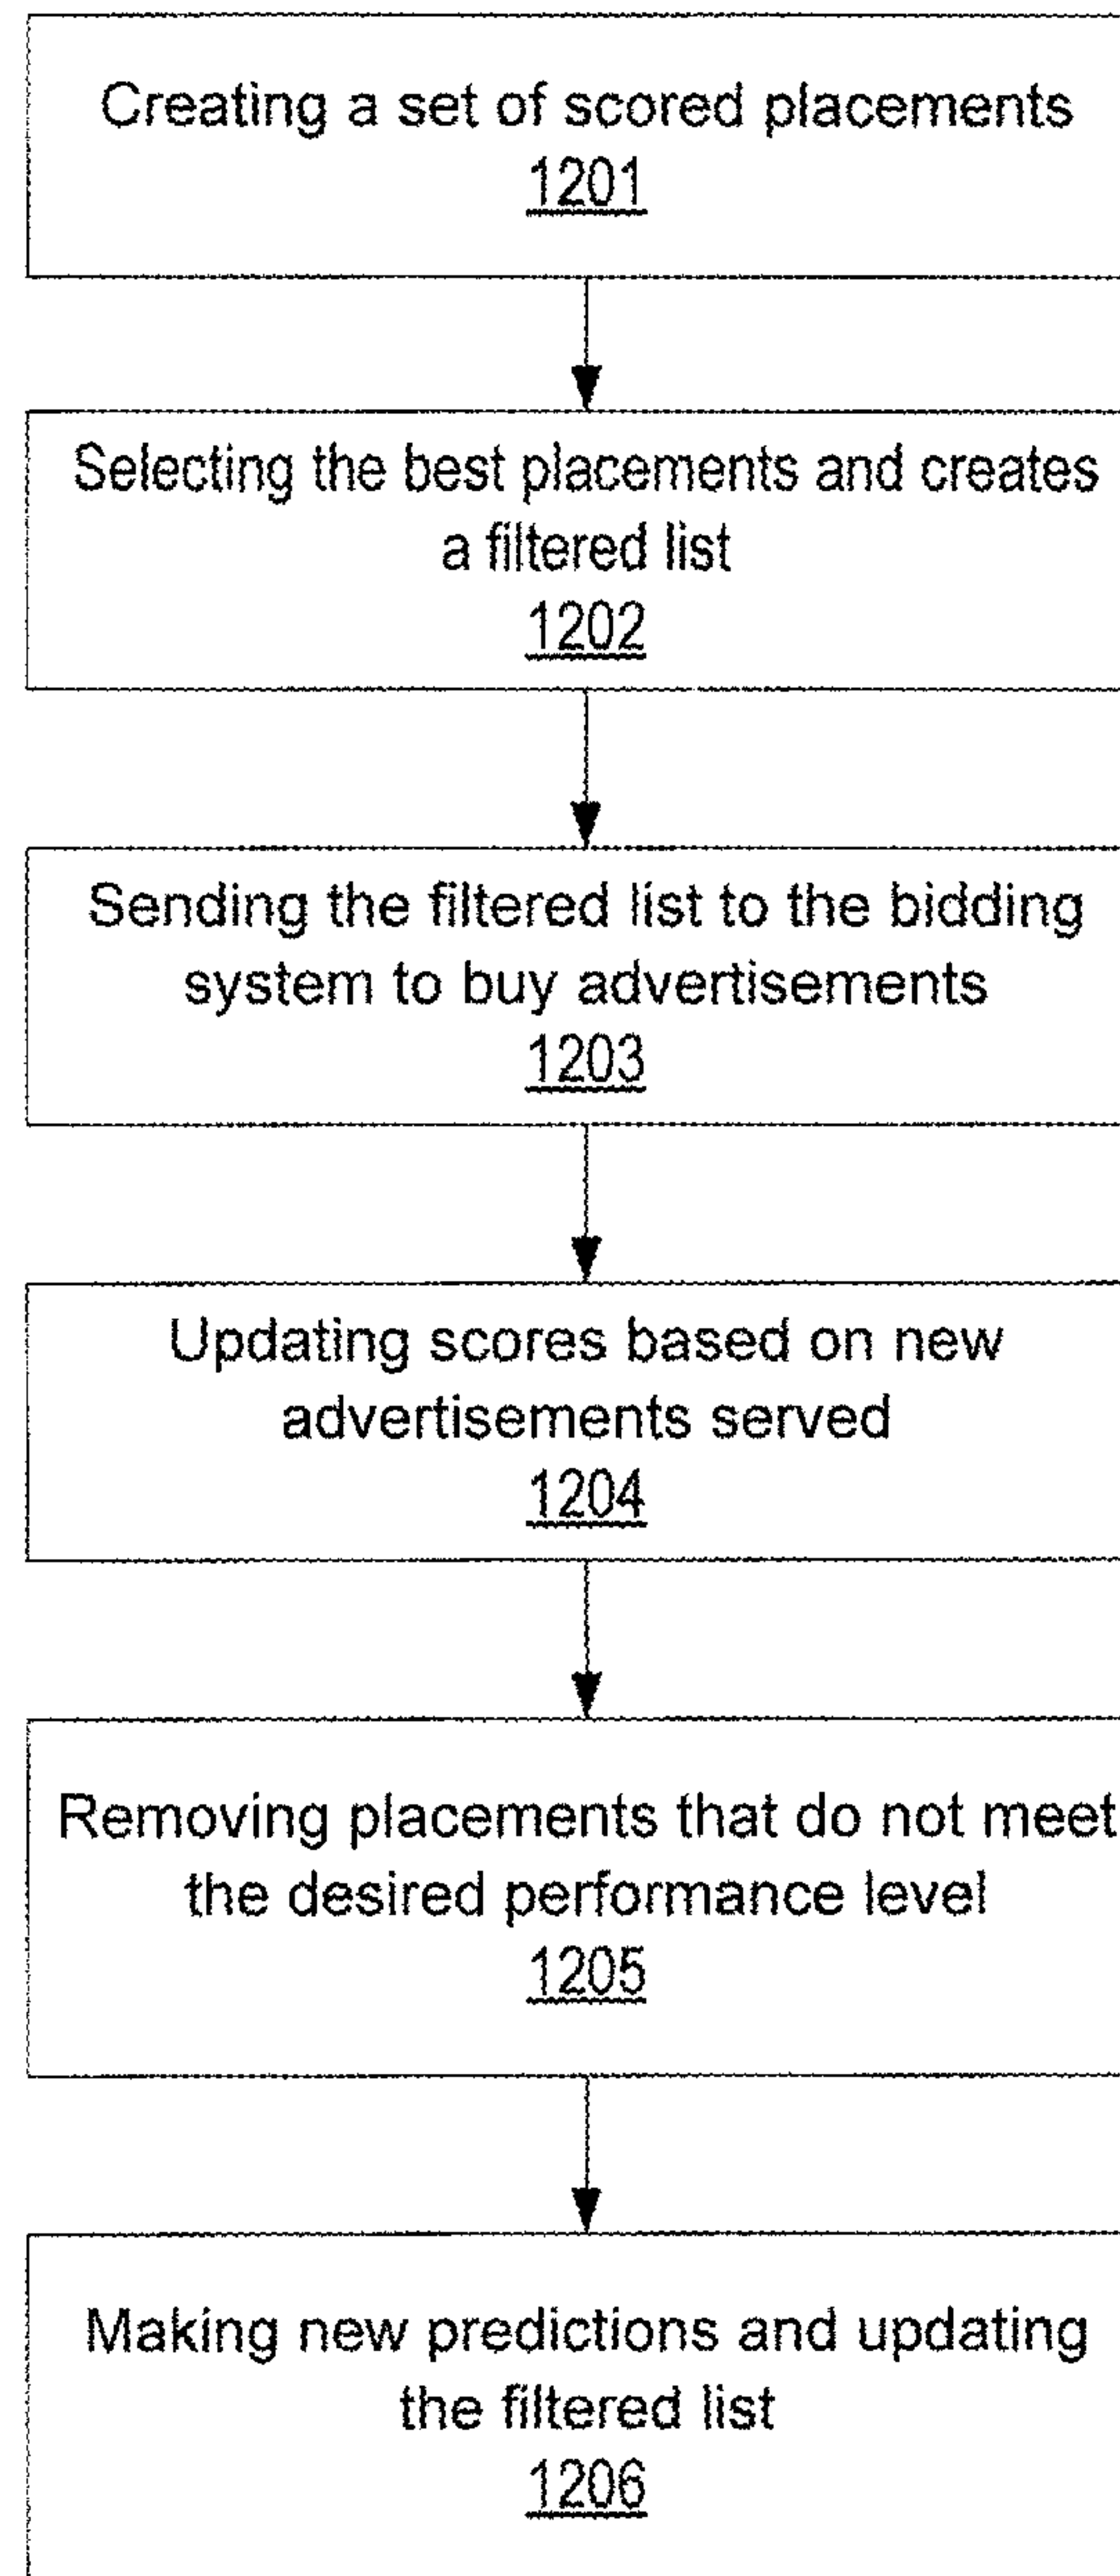 Creating a set of scored placements
1201
Selecting the best placements and creates
a filtered list
1202
Sending the filtered list to the bidding
system to buy advertisements
1203
Updating scores based on new
advertisements served
1204
Removing placements that do not meet
the desired performance level
1205
Making new predictions and updating
the filtered list
1206